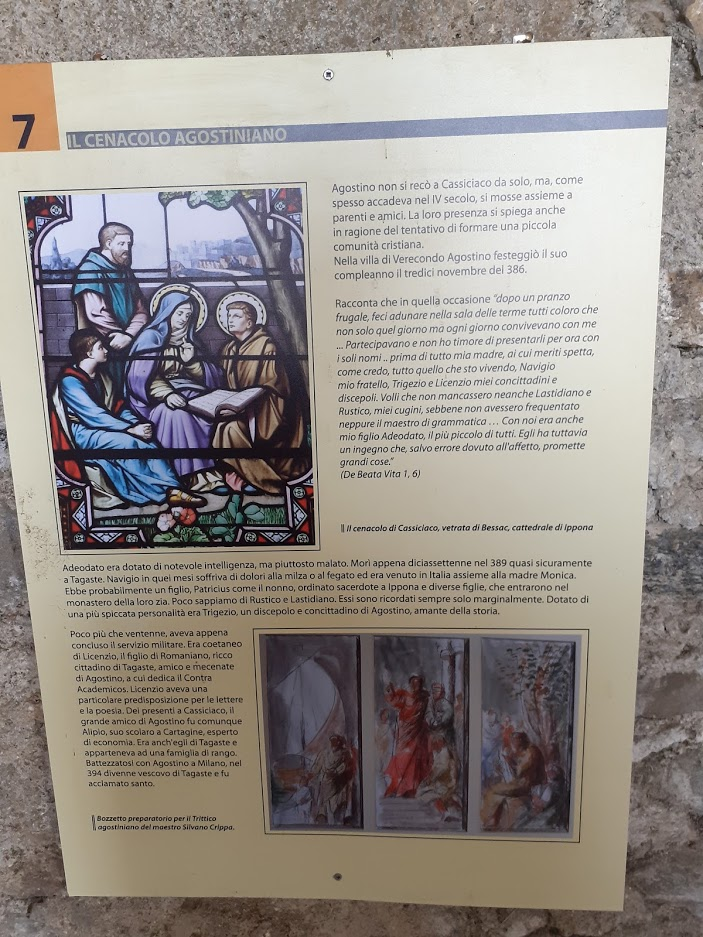 7
IL CENACOLO AGOSTINIANO
Agostino non si recò a Cassiciaco da solo, ma, come
spesso accadeva nel IV secolo, si mosse assieme a
parenti e amici. La loro presenza si spiega anche
in ragione del tentativo di formare una piccola
comunità cristiana.
Nella villa di Verecondo Agostino festeggiò il suo
compleanno il tredici novembre del 386.
Racconta che in quella occasione "dopo un pranzo
frugale, feci adunare nella sala delle terme tutti coloro che
non solo quel giorno ma ogni giorno convivevano con me
... Partecipavano e non ho timore di presentarli per ora con
i soli nomi .. prima di tutto mia madre, ai cui meriti spetta,
come credo, tutto quello che sto vivendo, Navigio
mio fratello, Trigezio e Licenzio miei concittadini e
discepoli. Volli che non mancassero neanche Lastidiano e
Rustico, miei cugini, sebbene non avessero frequentato
neppure il maestro di grammatica ... Con noi era anche
mio figlio Adeodato, il più piccolo di tutti. Egli ha tuttavia
un ingegno che, salvo errore dovuto all'affetto, promette
grandi cose."
(De Beata Vita 1, 6)
Il cenacolo di Cassiciaco, vetrata di Bessac, cattedrale di Ippona
Adeodato era dotato di notevole intelligenza, ma piuttosto malato. Morì appena diciassettenne nel 389 quasi sicuramente
a Tagaste. Navigio in quei mesi soffriva di dolori alla milza o al fegato ed era venuto in Italia assieme alla madre Monica.
Ebbe probabilmente un figlio, Patricius come il nonno, ordinato sacerdote a Ippona e diverse figlie, che entrarono nel
monastero della loro zia. Poco sappiamo di Rustico e Lastidiano. Essi sono ricordati sempre solo marginalmente. Dotato di
una più spiccata personalità era Trigezio, un discepolo e concittadino di Agostino, amante della storia.
Poco più che ventenne, aveva appena
concluso il servizio militare. Era coetaneo
di Licenzio, il figlio di Romaniano, ricco
cittadino di Tagaste, amico e mecenate
di Agostino, a cui dedica il Contra
Academicos. Licenzio aveva una
particolare predisposizione per le lettere
e la poesia. Dei presenti a Cassiciaco, il
grande amico di Agostino fu comunque
Alipio, suo scolaro a Cartagine, esperto
di economia. Era anch'egli di Tagaste e
apparteneva ad una famiglia di rango.
Battezzatosi con Agostino a Milano, nel
394 divenne vescovo di Tagaste e fu
acclamato santo.
Bozzetto preparatorio per il Trittico
agostiniano del maestro Silvano Crippa.